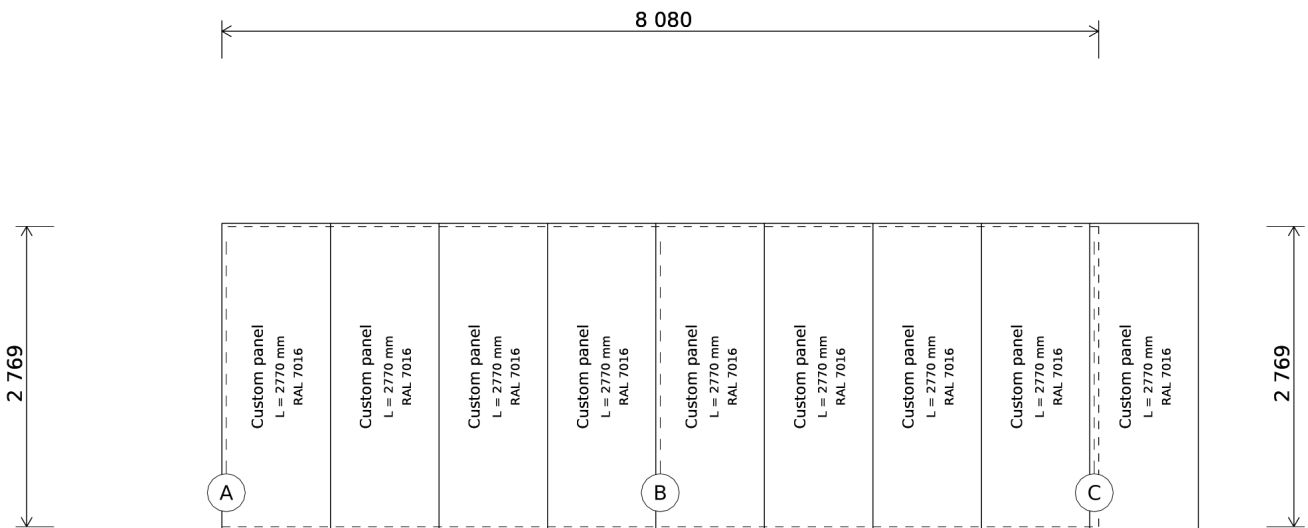 8 080
2 769
Custom panel
L = 2770 mm
RAL 7016
Custom panel
L = 2770 mm
RAL 7016
Custom panel
L = 2770 mm
RAL 7016
Custom panel
L = 2770 mm
RAL 7016
Custom panel
L = 2770 mm
RAL 7016
Custom panel
L = 2770 mm
RAL 7016
Custom panel
L = 2770 mm
RAL 7016
Custom panel
L = 2770 mm
RAL 7016
Custom panel
L = 2770 mm
RAL 7016
2 769
A
B
C